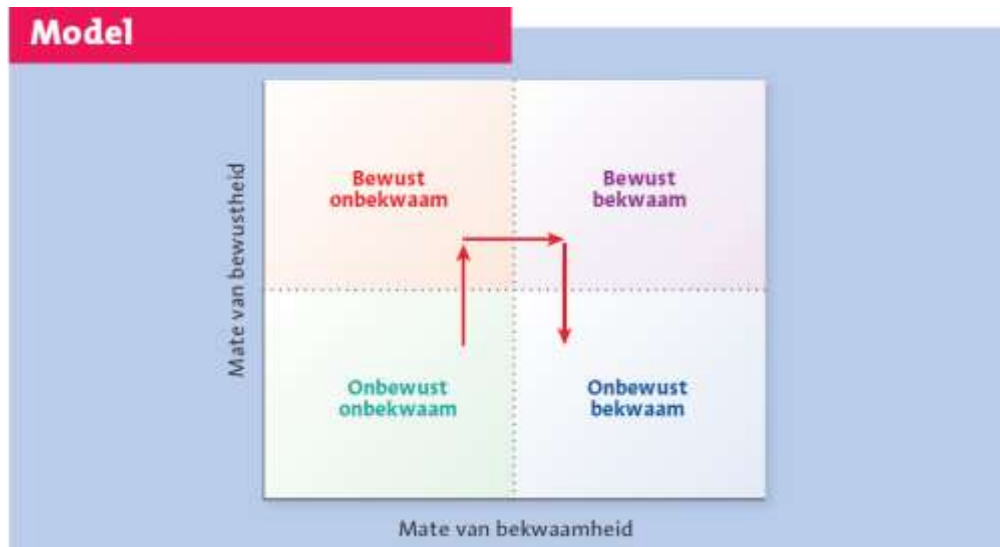 Model
Mate van bewustheid
Bewust
onbekwaam
Bewust
bekwaam
Onbewust
onbekwaam
Onbewust
bekwaam
Mate van bekwaamheid